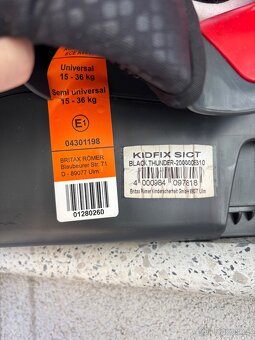 Universal
15 - 36 kg
Semi Universal
15 - 36 kg
E1
04301198
BRITAX RÖMER
Blaubeurer Str. 71
D - 89077 Ulm
01280260
KIDFIX SICT
BLACK THUNDER-2000008310
4 000984 097818
Britax Römer Kindersicherheit GmbH 89077 Ulm